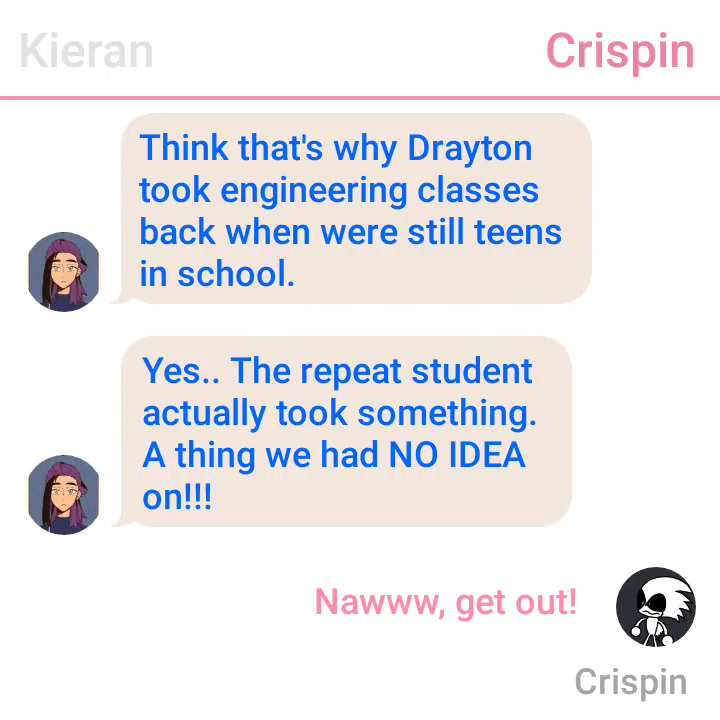 Kieran
Crispin
Think that's why Drayton
took engineering classes
back when were still teens
in school.
Yes.. The repeat student
actually took something.
A thing we had NO IDEA
on!!!
Nawww, get out!
Crispin